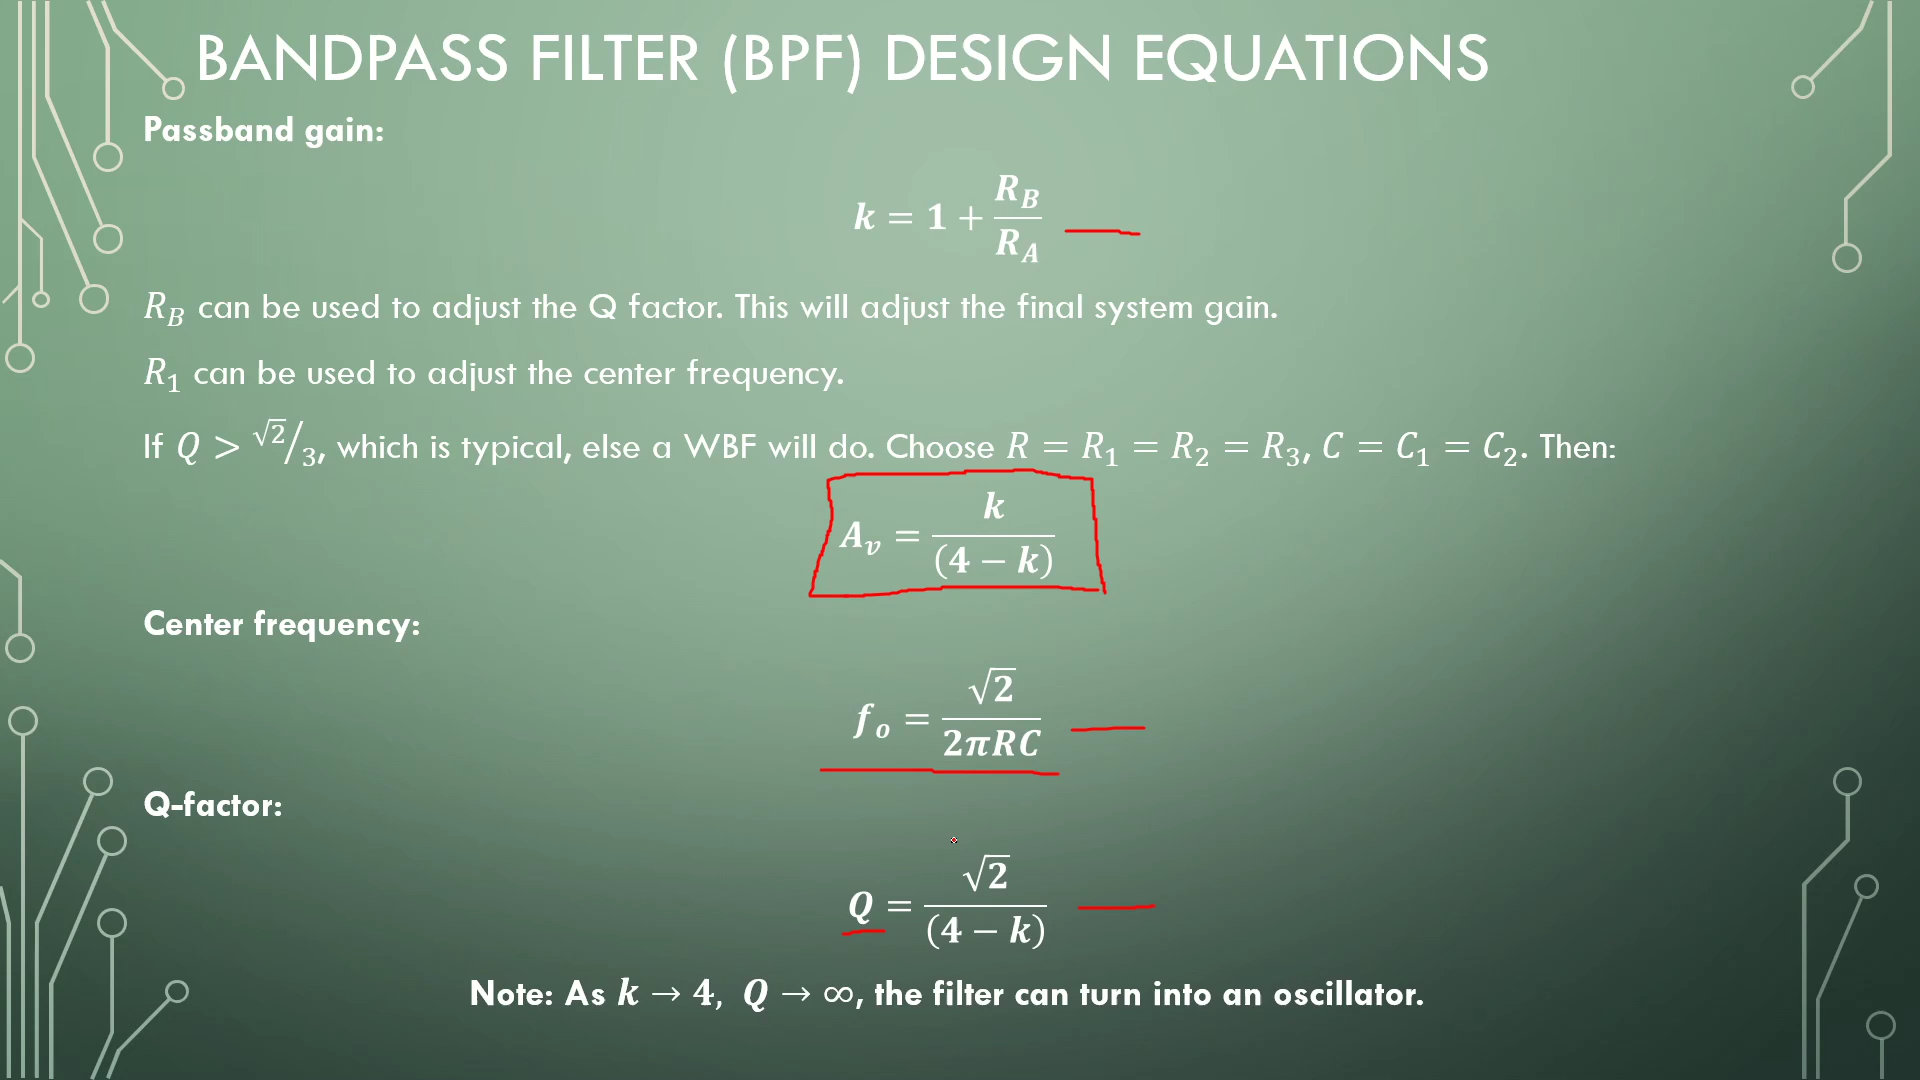 BANDPASS FILTER (BPF) DESIGN EQUATIONS
Passband gain:
k = 1 + R_B / R_A
R_B can be used to adjust the Q factor. This will adjust the final system gain.
R_1 can be used to adjust the center frequency.
If Q > √2/3, which is typical, else a WBF will do. Choose R = R_1 = R_2 = R_3, C = C_1 = C_2. Then:
A_v = k / (4 − k)
Center frequency:
f_o = √2 / 2πRC
Q-factor:
Q = √2 / (4 − k)
Note: As k → 4, Q → ∞, the filter can turn into an oscillator.